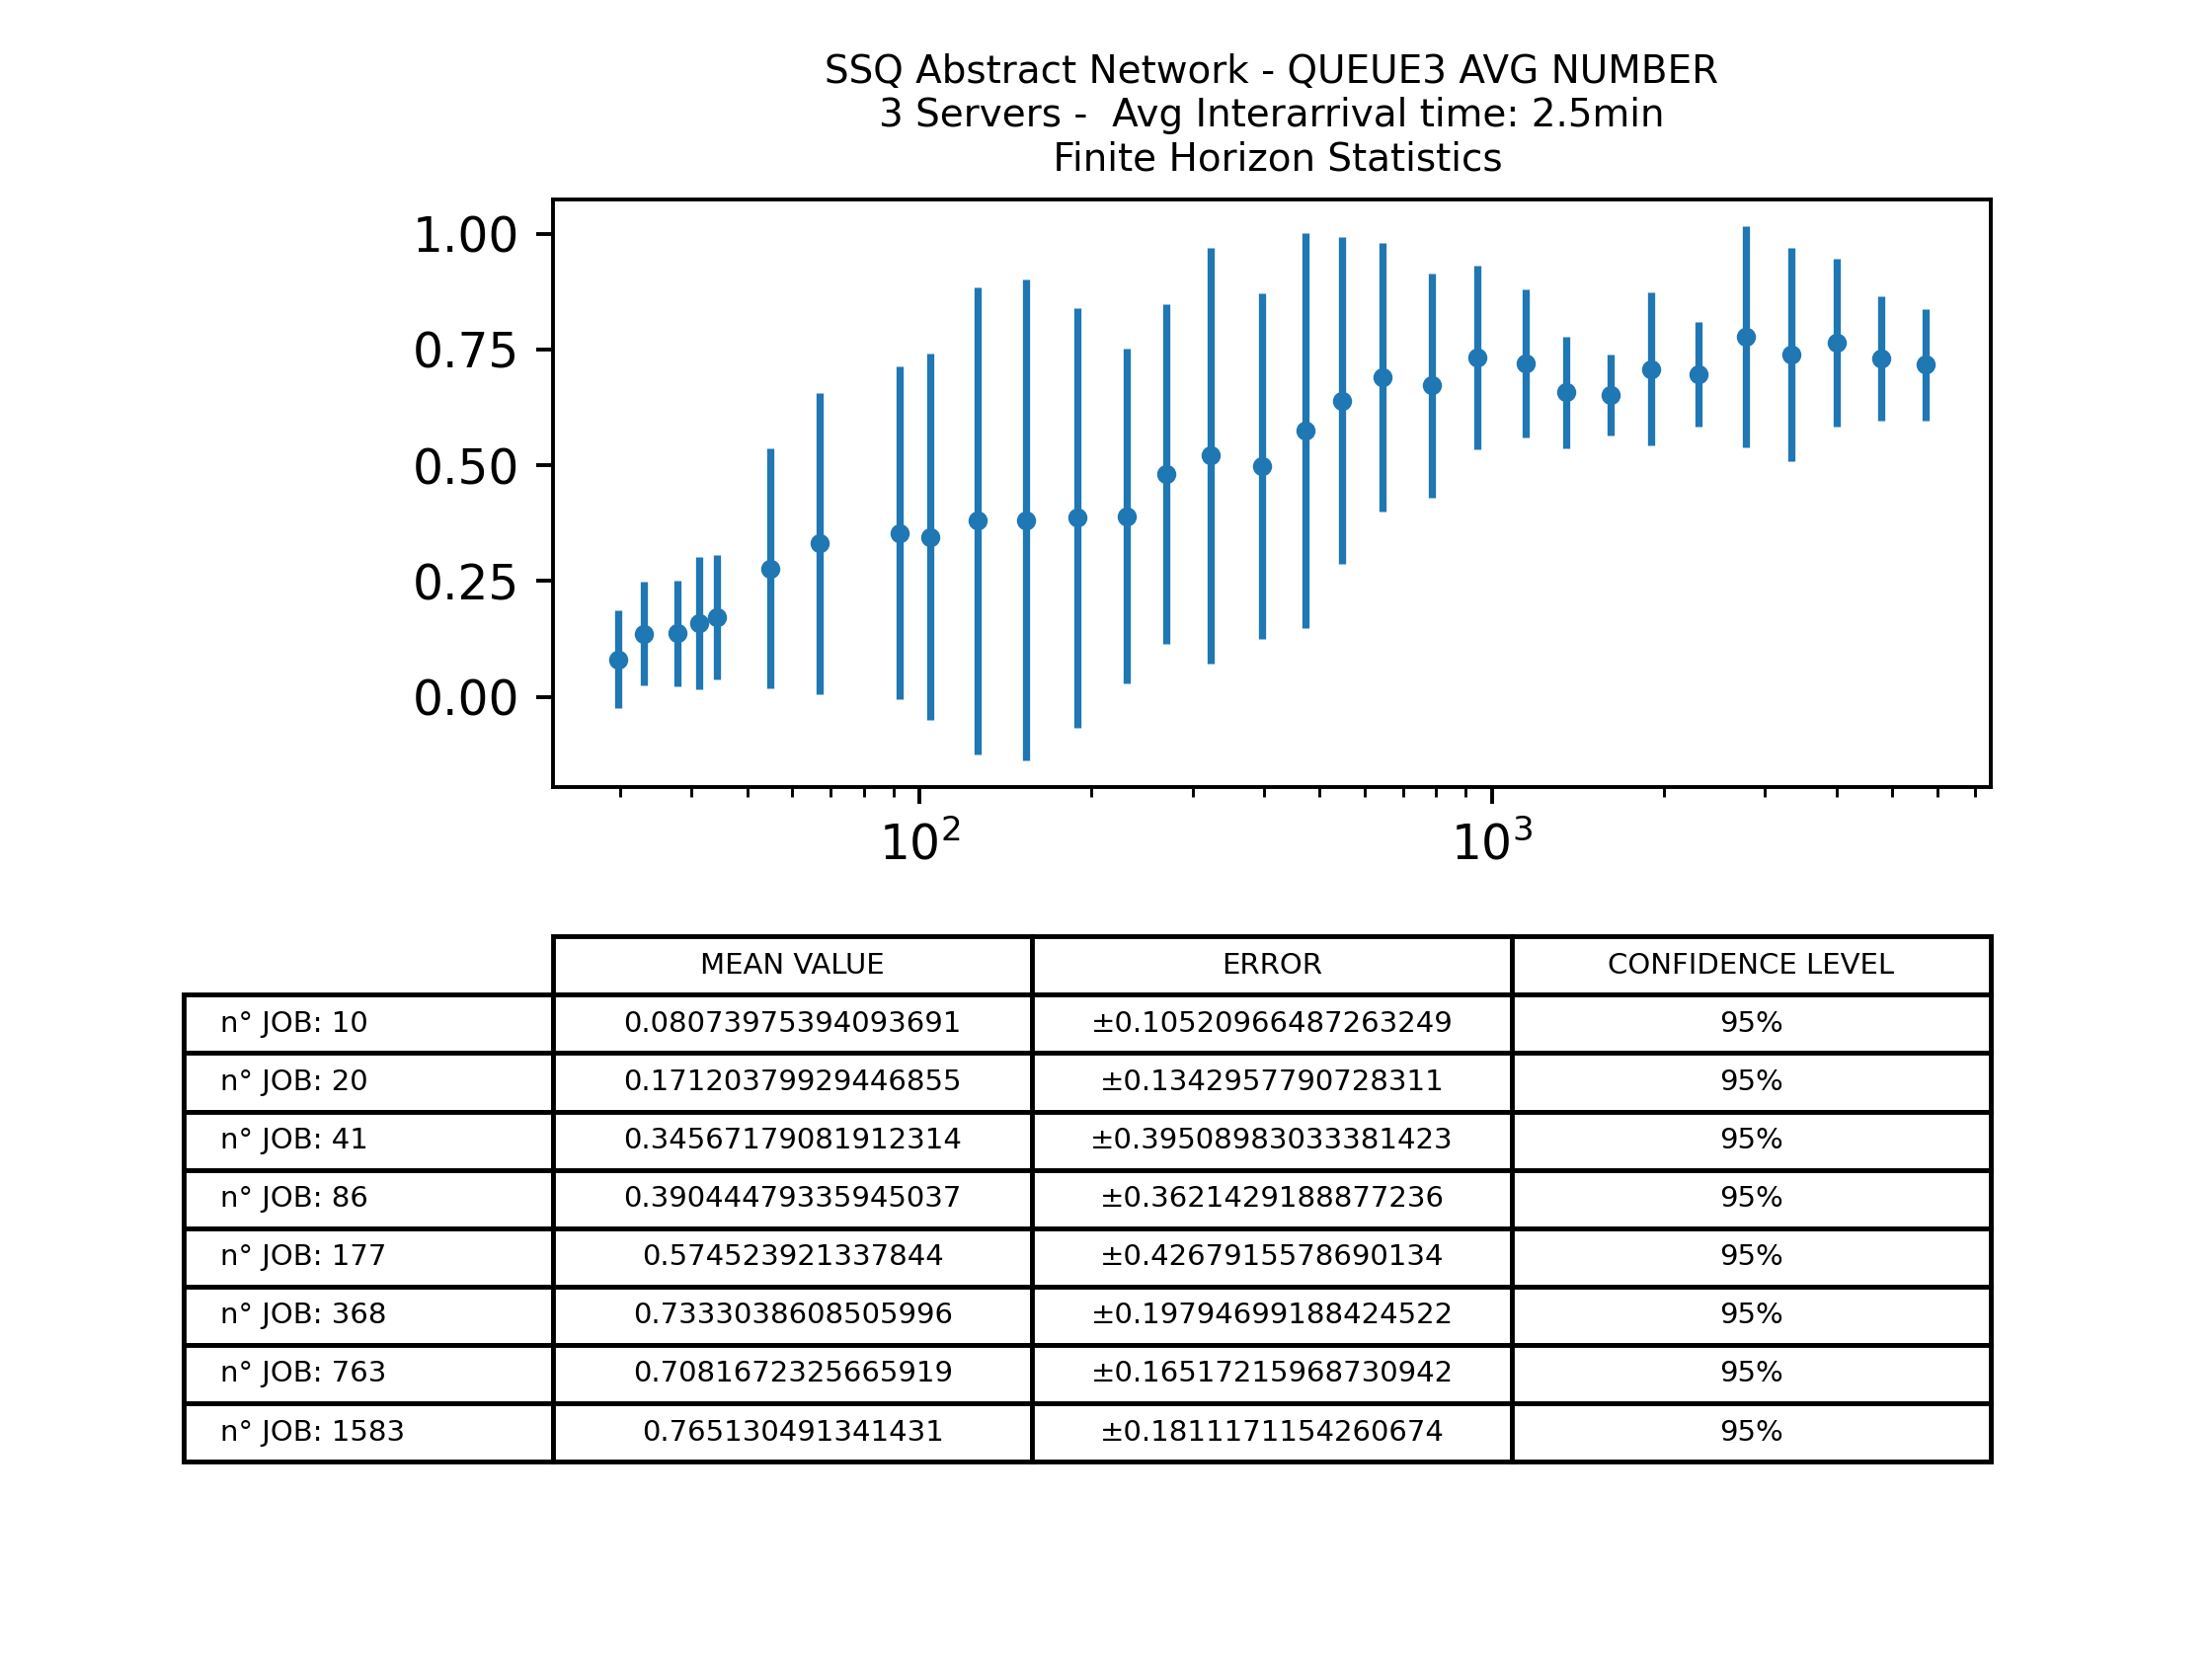 SSQ Abstract Network - QUEUE3 AVG NUMBER
3 Servers -  Avg Interarrival time: 2.5min
Finite Horizon Statistics
1.00
0.75
0.50
0.25
0.00
10²
10³
MEAN VALUE ERROR CONFIDENCE LEVEL
n° JOB: 10 0.08073975394093691 ±0.10520966487263249 95%
n° JOB: 20 0.17120379929446855 ±0.1342957790728311 95%
n° JOB: 41 0.34567179081912314 ±0.39508983033381423 95%
n° JOB: 86 0.39044479335945037 ±0.3621429188877236 95%
n° JOB: 177 0.574523921337844 ±0.4267915578690134 95%
n° JOB: 368 0.7333038608505996 ±0.19794699188424522 95%
n° JOB: 763 0.7081672325665919 ±0.16517215968730942 95%
n° JOB: 1583 0.765130491341431 ±0.1811171154260674 95%